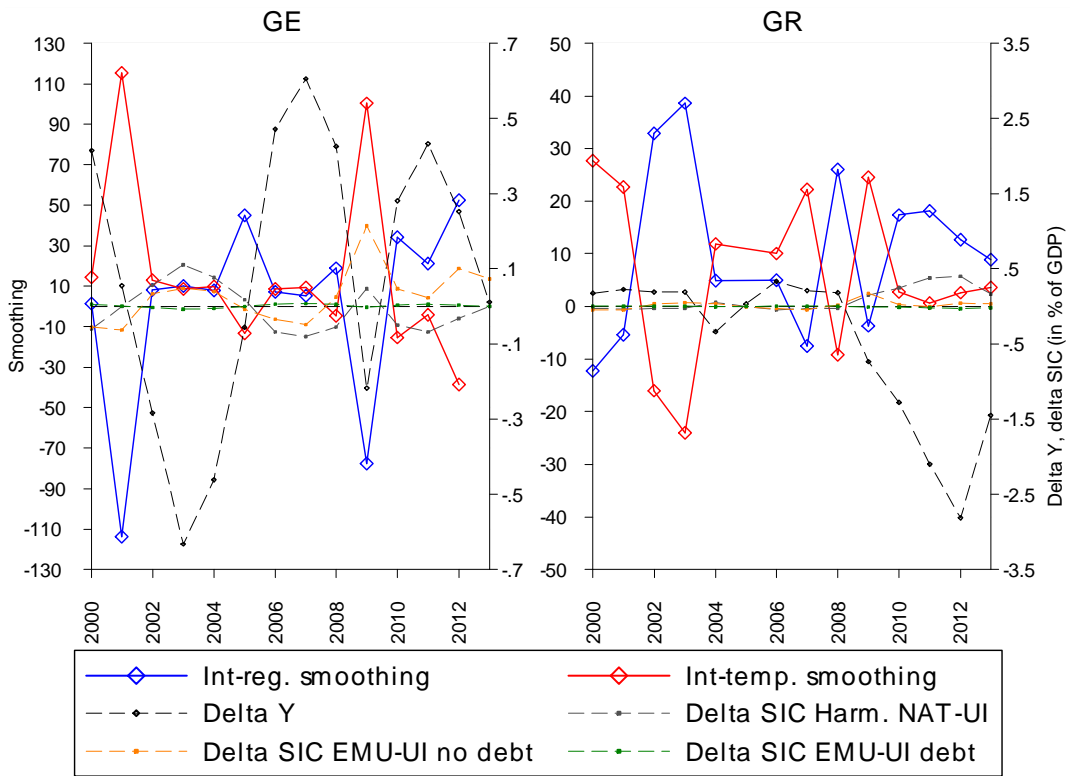 GE GR
130 .7 50 3.5
110 40
90 .5 30 2.5
70 20
50 .3 1.5
30 10
10 .1 .5
-10 -.1 0 -.5
-30 -10
-50 -.3 -1.5
-70 -20
-90 -.5 -30 -2.5
-110 -40
-130 -.7 -50 -3.5
Smoothing
Delta Y, delta SIC (in % of GDP)
2000 2002 2004 2006 2008 2010 2012 2000 2002 2004 2006 2008 2010 2012
Int-reg. smoothing Int-temp. smoothing
Delta Y Delta SIC Harm. NAT-UI
Delta SIC EMU-UI no debt Delta SIC EMU-UI debt